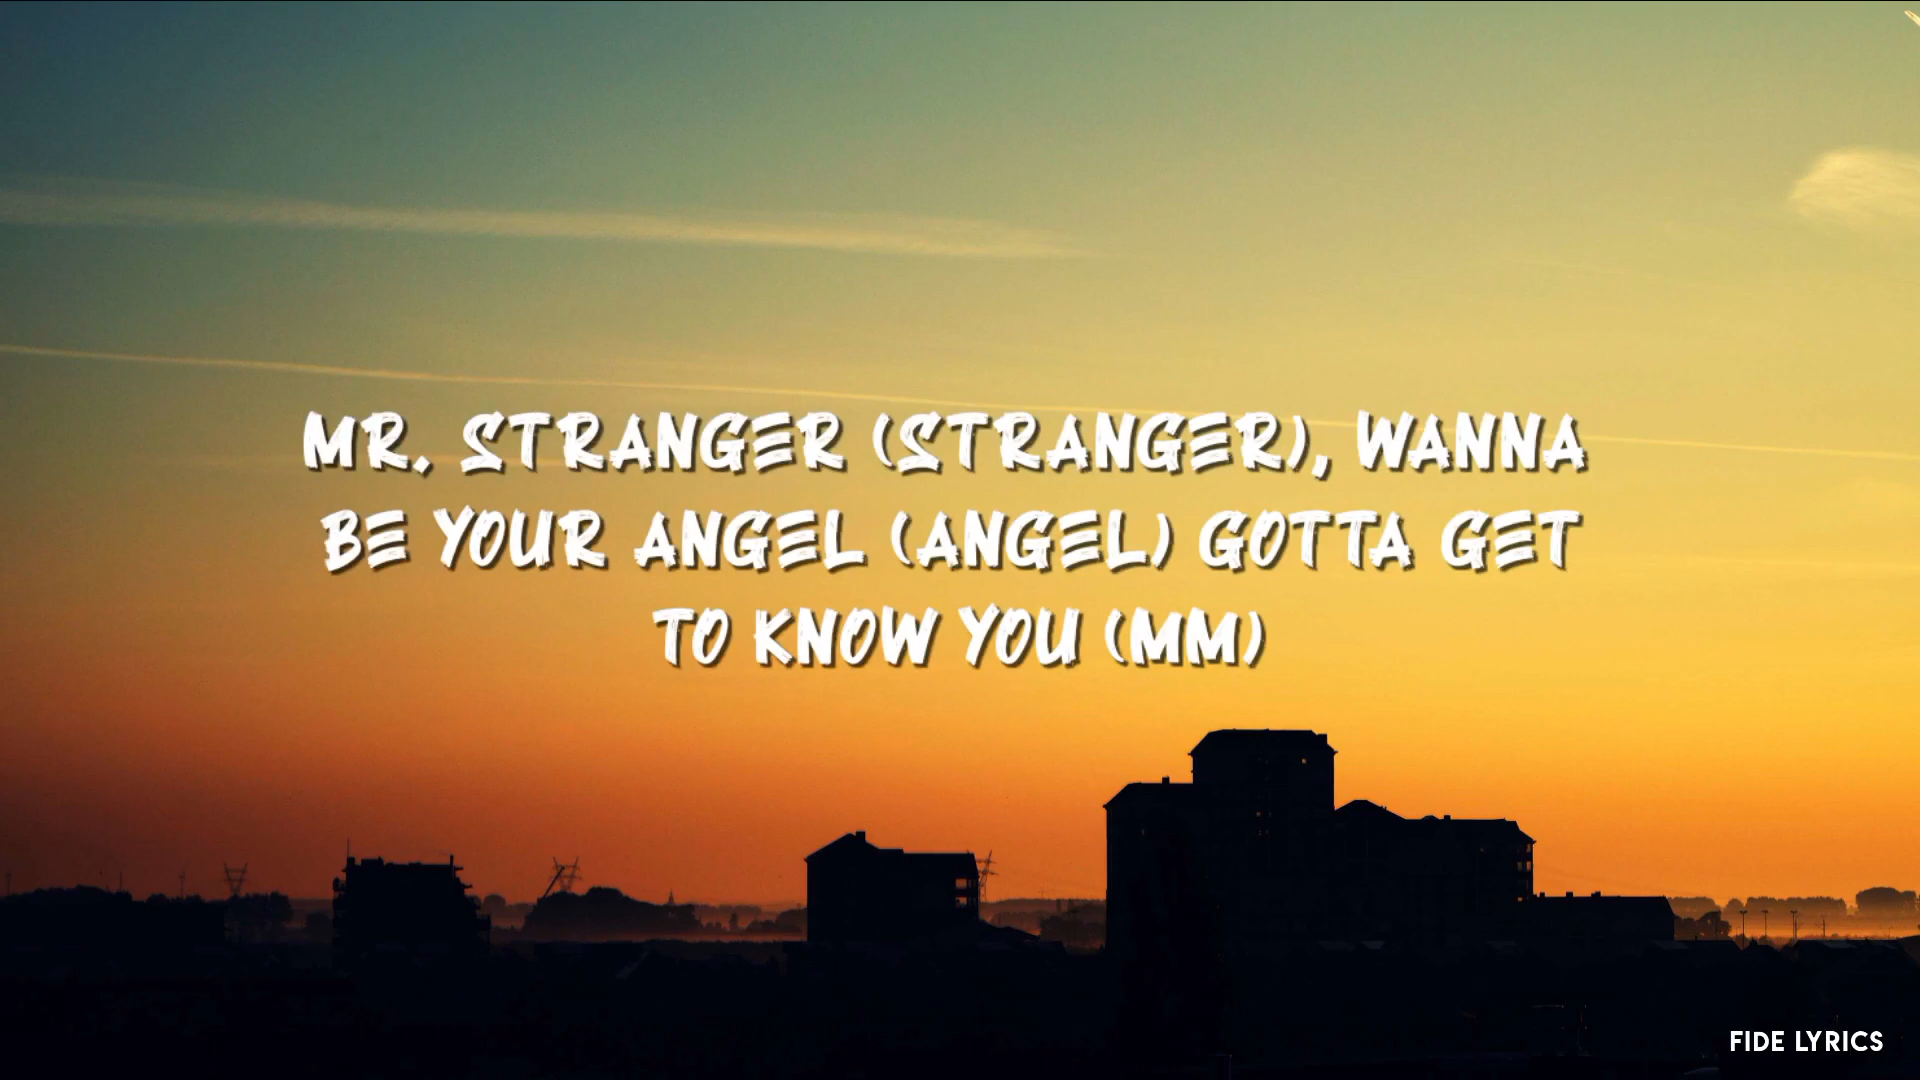 MR. STRANGER (STRANGER), WANNA
BE YOUR ANGEL (ANGEL) GOTTA GET
TO KNOW YOU (MM)
FIDE LYRICS